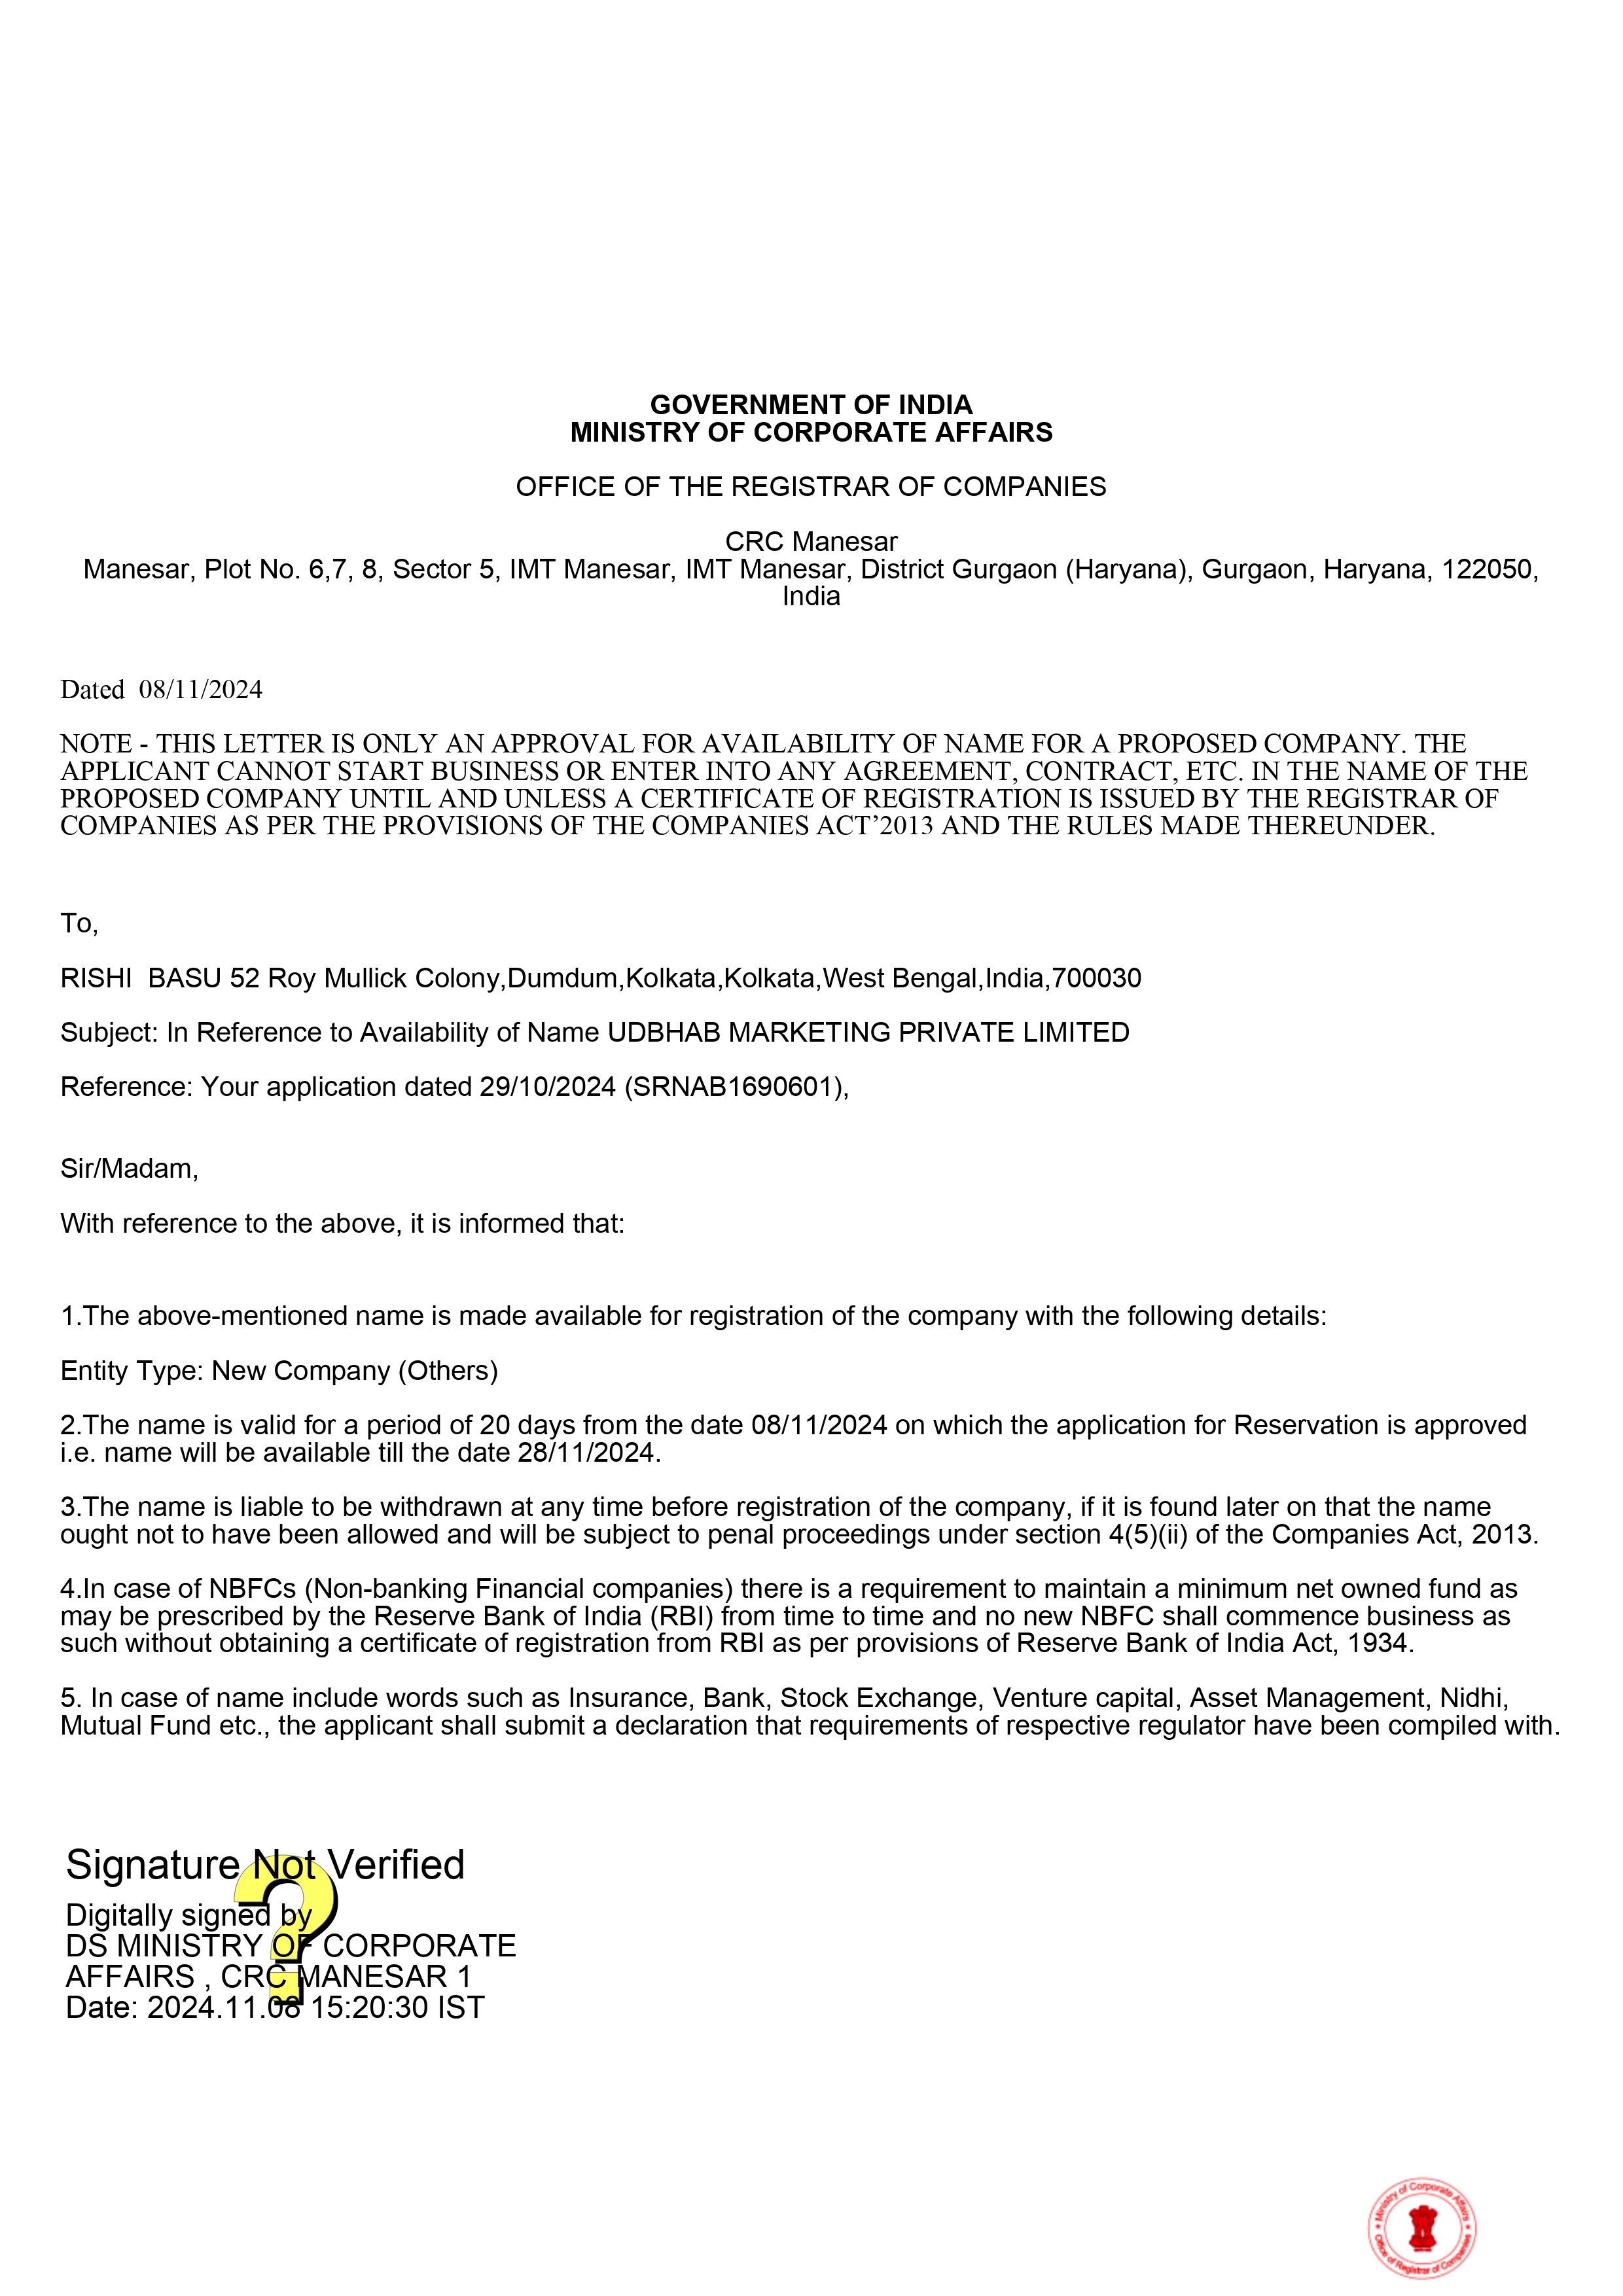 GOVERNMENT OF INDIA
MINISTRY OF CORPORATE AFFAIRS
OFFICE OF THE REGISTRAR OF COMPANIES
CRC Manesar
Manesar, Plot No. 6,7, 8, Sector 5, IMT Manesar, IMT Manesar, District Gurgaon (Haryana), Gurgaon, Haryana, 122050,
India
Dated  08/11/2024
NOTE - THIS LETTER IS ONLY AN APPROVAL FOR AVAILABILITY OF NAME FOR A PROPOSED COMPANY. THE
APPLICANT CANNOT START BUSINESS OR ENTER INTO ANY AGREEMENT, CONTRACT, ETC. IN THE NAME OF THE
PROPOSED COMPANY UNTIL AND UNLESS A CERTIFICATE OF REGISTRATION IS ISSUED BY THE REGISTRAR OF
COMPANIES AS PER THE PROVISIONS OF THE COMPANIES ACT’2013 AND THE RULES MADE THEREUNDER.
To,
RISHI  BASU 52 Roy Mullick Colony,Dumdum,Kolkata,Kolkata,West Bengal,India,700030
Subject: In Reference to Availability of Name UDBHAB MARKETING PRIVATE LIMITED
Reference: Your application dated 29/10/2024 (SRNAB1690601),
Sir/Madam,
With reference to the above, it is informed that:
1.The above-mentioned name is made available for registration of the company with the following details:
Entity Type: New Company (Others)
2.The name is valid for a period of 20 days from the date 08/11/2024 on which the application for Reservation is approved
i.e. name will be available till the date 28/11/2024.
3.The name is liable to be withdrawn at any time before registration of the company, if it is found later on that the name
ought not to have been allowed and will be subject to penal proceedings under section 4(5)(ii) of the Companies Act, 2013.
4.In case of NBFCs (Non-banking Financial companies) there is a requirement to maintain a minimum net owned fund as
may be prescribed by the Reserve Bank of India (RBI) from time to time and no new NBFC shall commence business as
such without obtaining a certificate of registration from RBI as per provisions of Reserve Bank of India Act, 1934.
5. In case of name include words such as Insurance, Bank, Stock Exchange, Venture capital, Asset Management, Nidhi,
Mutual Fund etc., the applicant shall submit a declaration that requirements of respective regulator have been compiled with.
Signature Not Verified
Digitally signed by
DS MINISTRY OF CORPORATE
AFFAIRS , CRC MANESAR 1
Date: 2024.11.08 15:20:30 IST
Ministry of Corporate Affairs
Office of Registrar of Companies